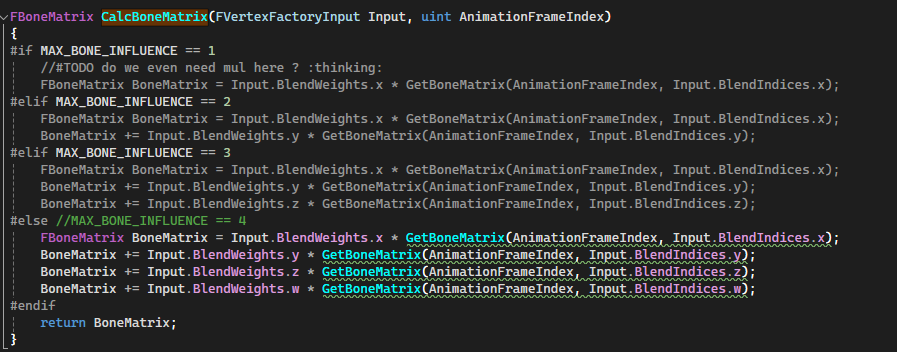 FBoneMatrix CalcBoneMatrix(FVertexFactoryInput Input, uint AnimationFrameIndex)
{
#if MAX_BONE_INFLUENCE == 1
    //#TODO do we even need mul here ? :thinking:
    FBoneMatrix BoneMatrix = Input.BlendWeights.x * GetBoneMatrix(AnimationFrameIndex, Input.BlendIndices.x);
#elif MAX_BONE_INFLUENCE == 2
    FBoneMatrix BoneMatrix = Input.BlendWeights.x * GetBoneMatrix(AnimationFrameIndex, Input.BlendIndices.x);
    BoneMatrix += Input.BlendWeights.y * GetBoneMatrix(AnimationFrameIndex, Input.BlendIndices.y);
#elif MAX_BONE_INFLUENCE == 3
    FBoneMatrix BoneMatrix = Input.BlendWeights.x * GetBoneMatrix(AnimationFrameIndex, Input.BlendIndices.x);
    BoneMatrix += Input.BlendWeights.y * GetBoneMatrix(AnimationFrameIndex, Input.BlendIndices.y);
    BoneMatrix += Input.BlendWeights.z * GetBoneMatrix(AnimationFrameIndex, Input.BlendIndices.z);
#else //MAX_BONE_INFLUENCE == 4
    FBoneMatrix BoneMatrix = Input.BlendWeights.x * GetBoneMatrix(AnimationFrameIndex, Input.BlendIndices.x);
    BoneMatrix += Input.BlendWeights.y * GetBoneMatrix(AnimationFrameIndex, Input.BlendIndices.y);
    BoneMatrix += Input.BlendWeights.z * GetBoneMatrix(AnimationFrameIndex, Input.BlendIndices.z);
    BoneMatrix += Input.BlendWeights.w * GetBoneMatrix(AnimationFrameIndex, Input.BlendIndices.w);
#endif
    return BoneMatrix;
}